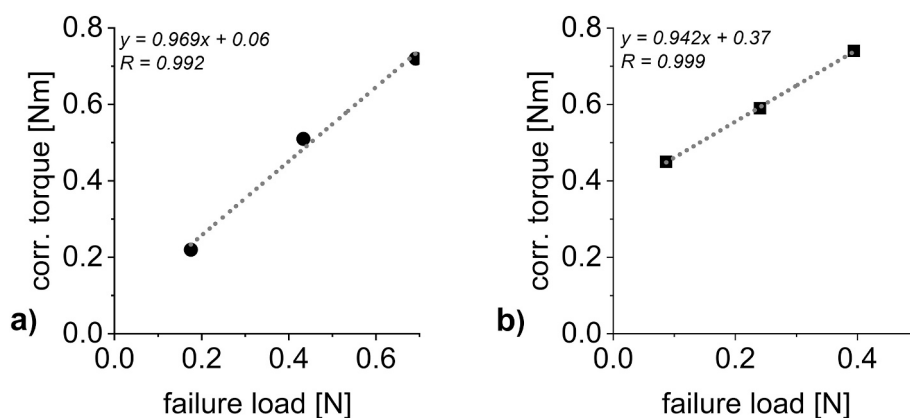 y = 0.969x + 0.06
R = 0.992
0.8
0.6
0.4
0.2
0.0
corr. torque [Nm]
a)
0.0 0.2 0.4 0.6
failure load [N]
y = 0.942x + 0.37
R = 0.999
0.8
0.6
0.4
0.2
0.0
corr. torque [Nm]
b)
0.0 0.2 0.4
failure load [N]